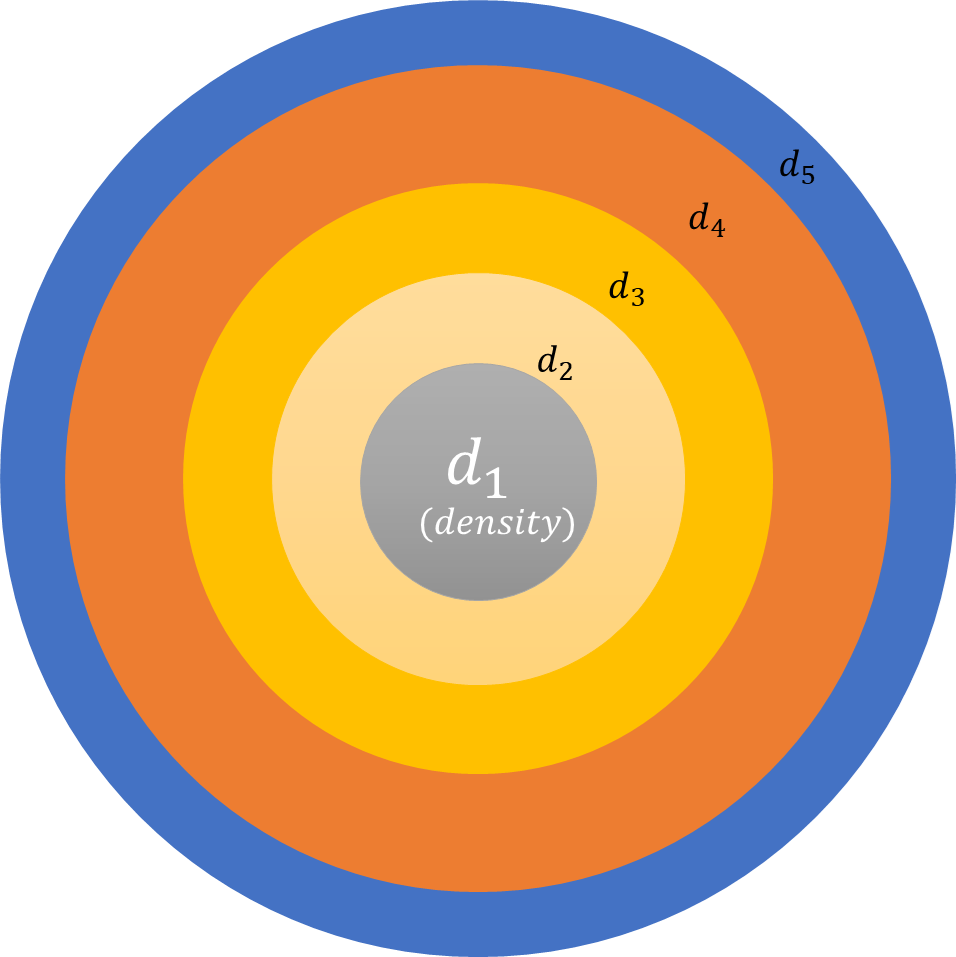 d₅
d₄
d₃
d₂
d₁
(density)